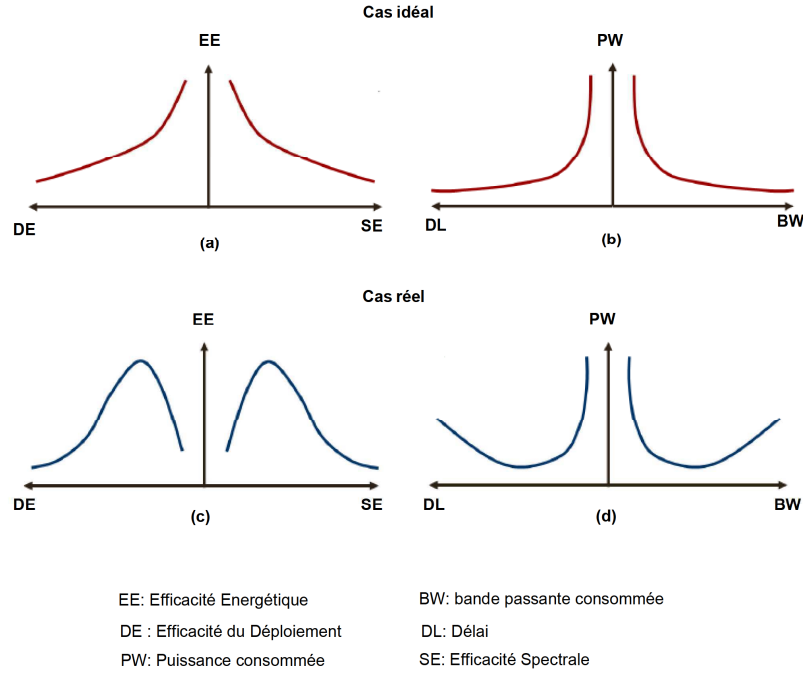 Cas idéal
EE
PW
DE
SE
DL
BW
(a)
(b)
Cas réel
EE
PW
DE
SE
DL
BW
(c)
(d)
EE: Efficacité Energétique
BW: bande passante consommée
DE : Efficacité du Déploiement
DL: Délai
PW: Puissance consommée
SE: Efficacité Spectrale